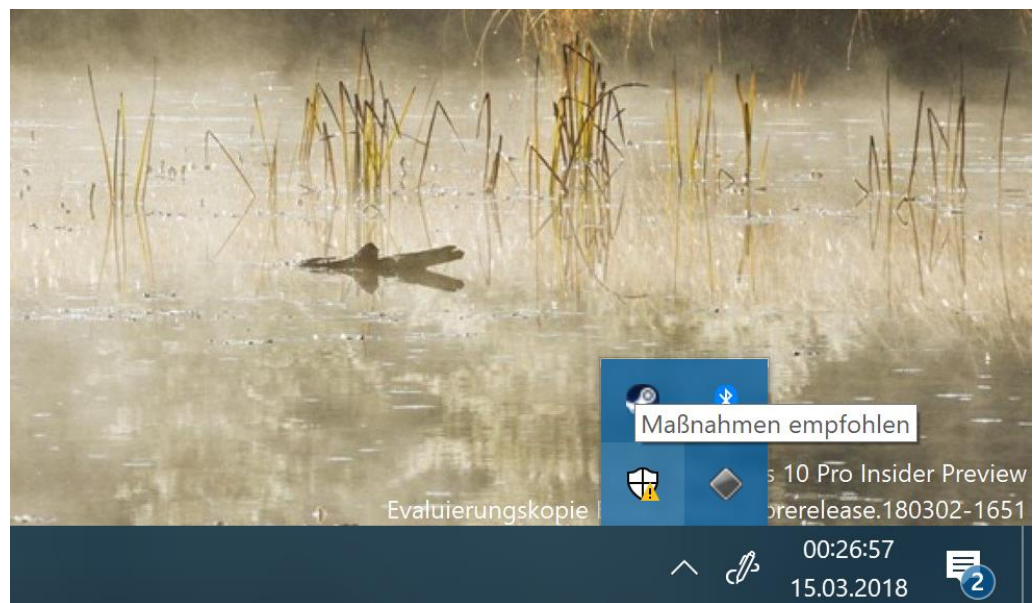 Maßnahmen empfohlen
10 Pro Insider Preview
Evaluierungskopie
prerelease.180302-1651
00:26:57
15.03.2018
2